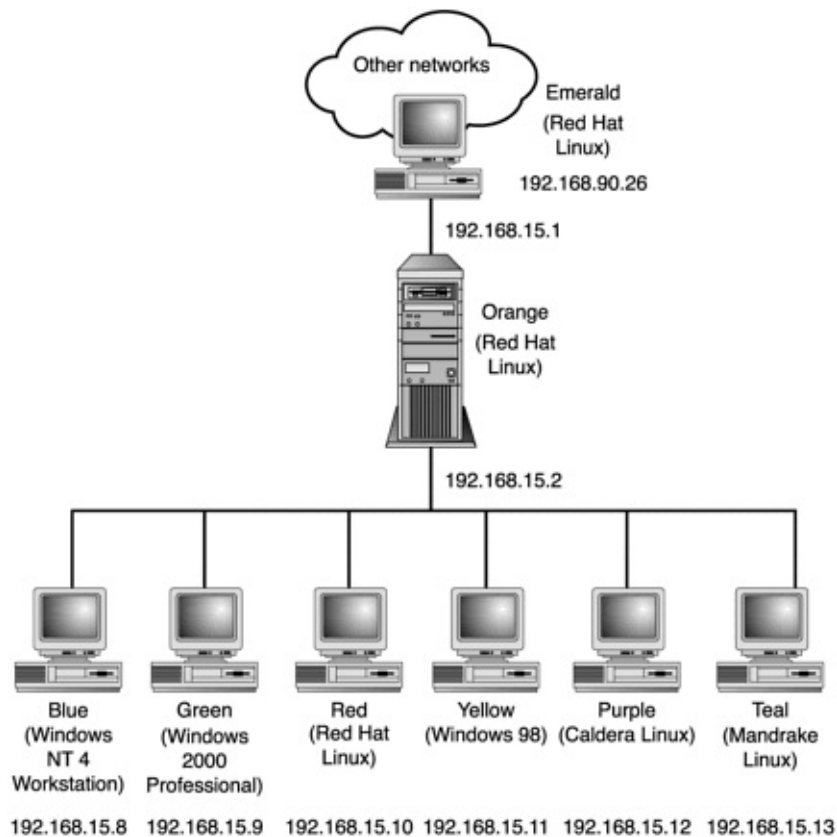 Other networks
Emerald
(Red Hat
Linux)
192.168.90.26
192.168.15.1
Orange
(Red Hat
Linux)
192.168.15.2
Blue
(Windows
NT 4
Workstation)
Green
(Windows
2000
Professional)
Red
(Red Hat
Linux)
Yellow
(Windows 98)
Purple
(Caldera Linux)
Teal
(Mandrake
Linux)
192.168.15.8
192.168.15.9
192.168.15.10
192.168.15.11
192.168.15.12
192.168.15.13